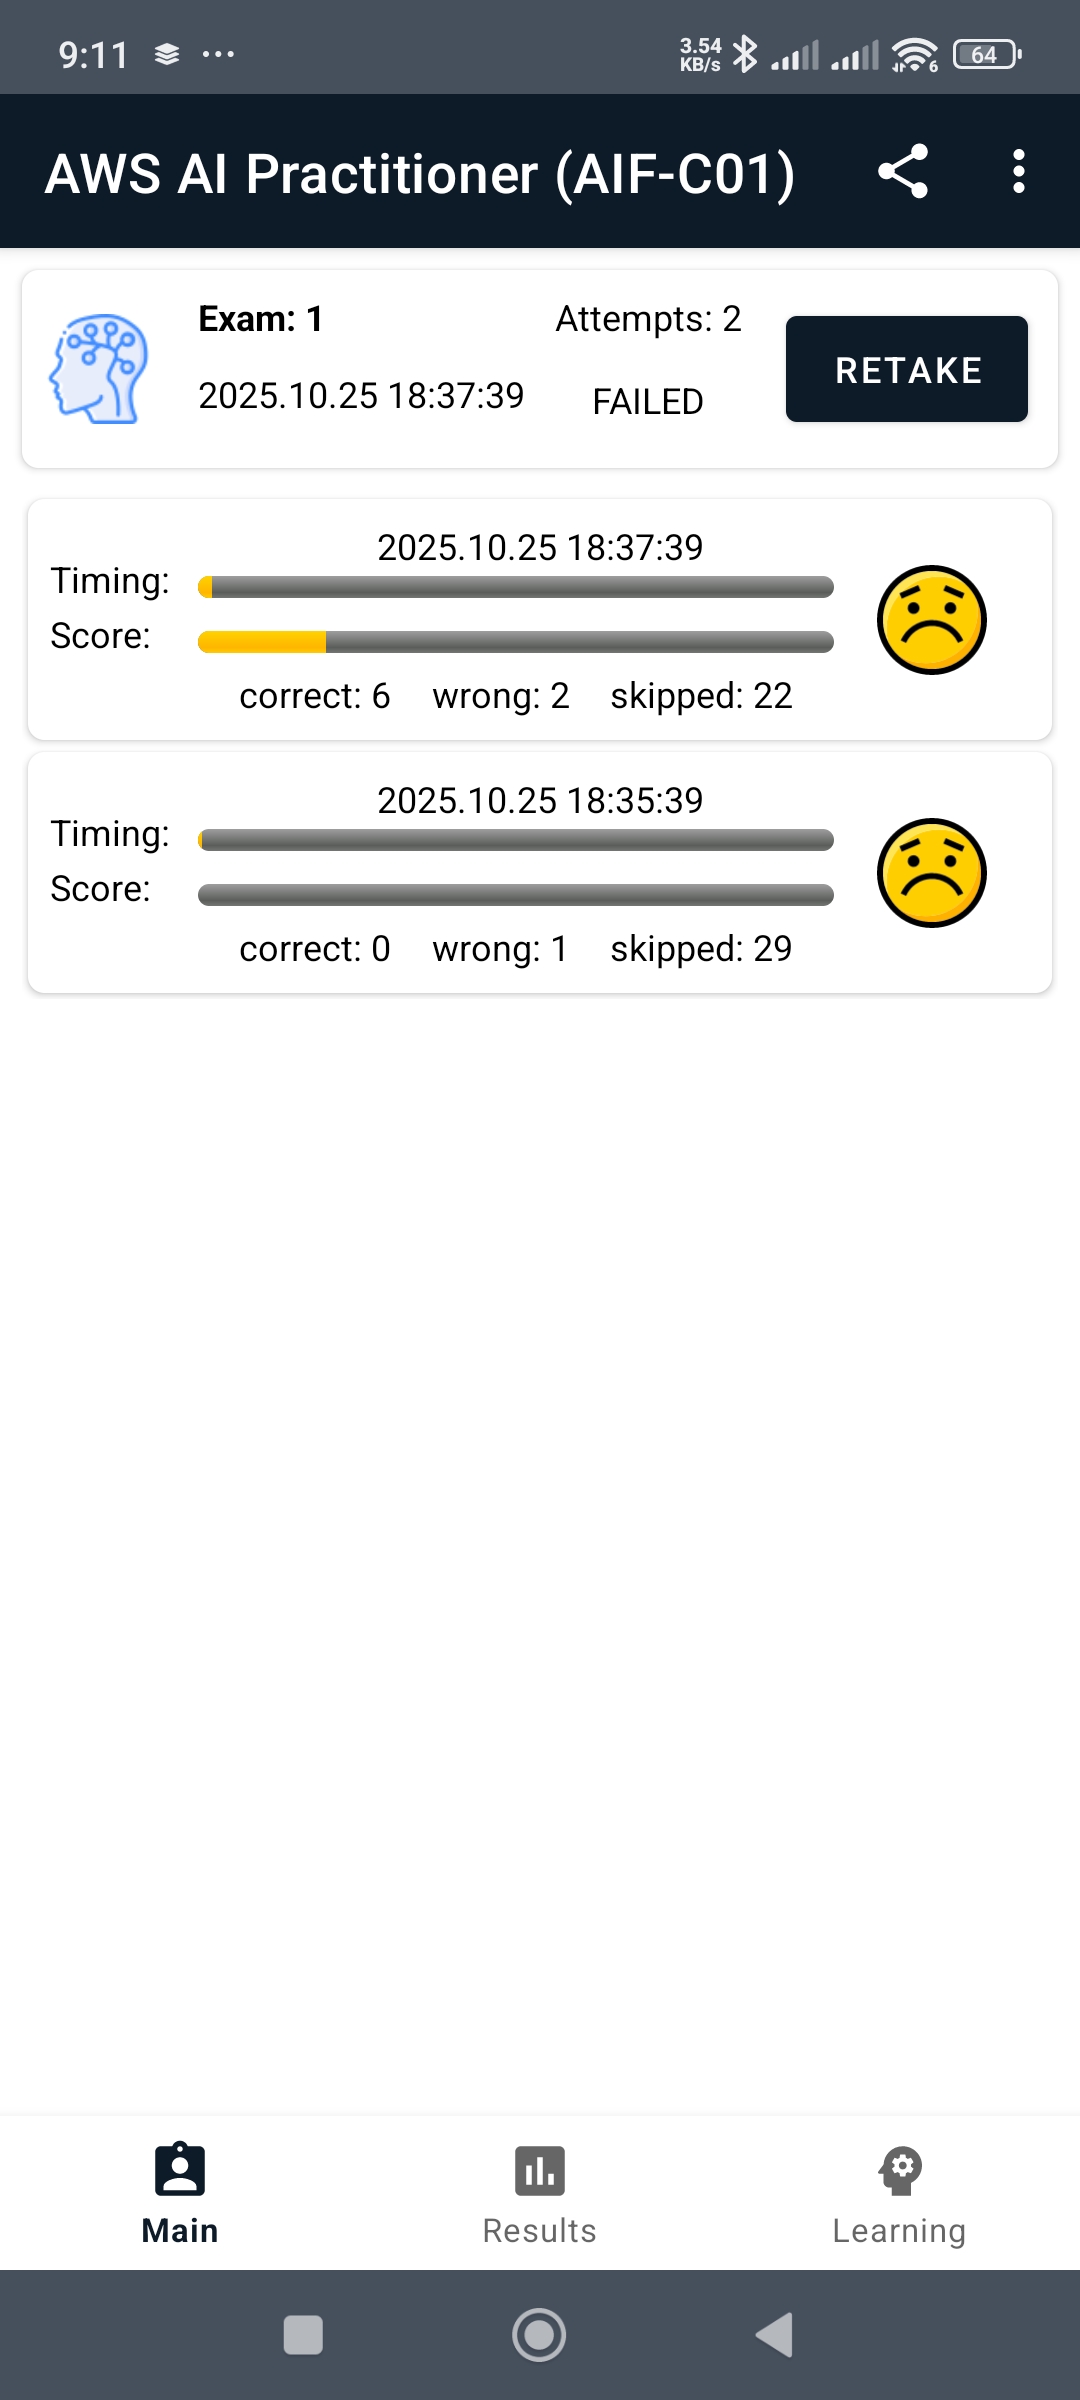 9:11
3.54 KB/s
6
64
AWS AI Practitioner (AIF-C01)
Exam: 1
Attempts: 2
2025.10.25 18:37:39
FAILED
RETAKE
2025.10.25 18:37:39
Timing:
Score:
correct: 6 wrong: 2 skipped: 22
2025.10.25 18:35:39
Timing:
Score:
correct: 0 wrong: 1 skipped: 29
Main
Results
Learning